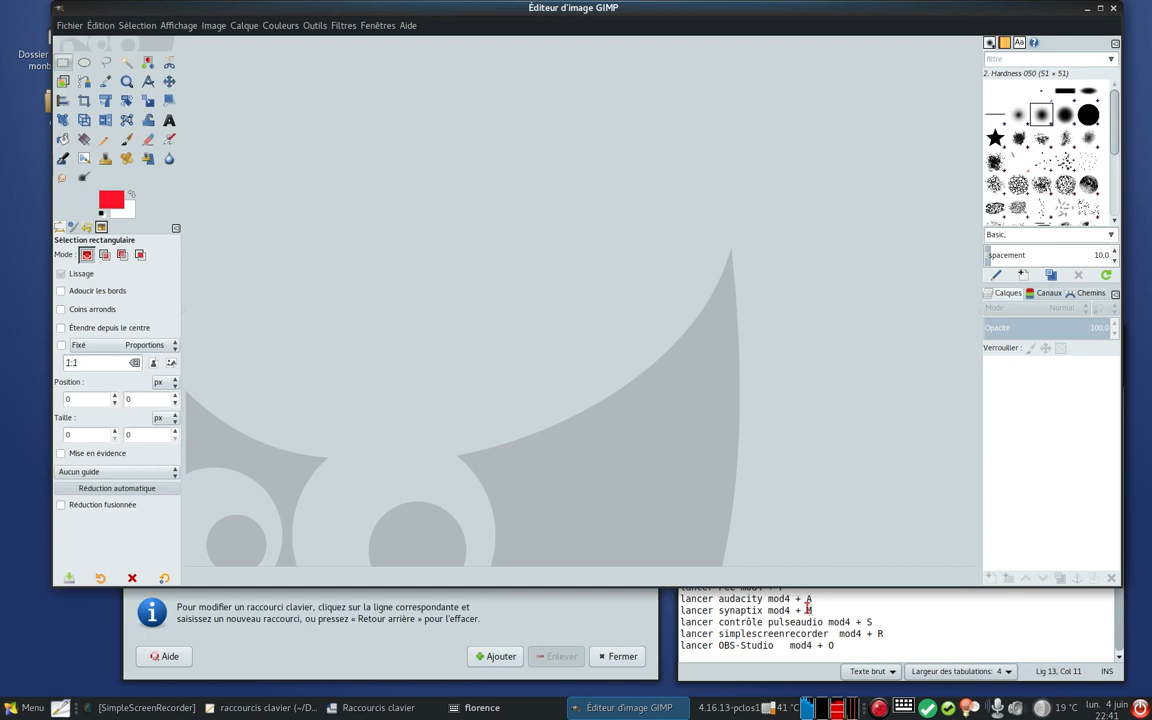 Éditeur d'image GIMP
Fichier Édition Sélection Affichage Image Calque Couleurs Outils Filtres Fenêtres Aide
Dossier
monb
filtre
2. Hardness 050 (51 × 51)
Basic,
spacement 10,0
Calques Canaux Chemins
Mode Normal
Opacité 100,0
Verrouiller :
Sélection rectangulaire
Mode :
Lissage
Adoucir les bords
Coins arrondis
Étendre depuis le centre
Fixé Proportions
1:1
Position : px
0 0
Taille : px
0 0
Mise en évidence
Aucun guide
Réduction automatique
Réduction fusionnée
Pour modifier un raccourci clavier, cliquez sur la ligne correspondante et
saisissez un nouveau raccourci, ou pressez « Retour arrière » pour l'effacer.
Aide Ajouter Enlever Fermer
lancer audacity mod4 + A
lancer synaptix mod4 + M
lancer contrôle pulseaudio mod4 + S
lancer simplescreenrecorder mod4 + R
lancer OBS-Studio mod4 + O
Texte brut Largeur des tabulations: 4 Lig 13, Col 11 INS
Menu [SimpleScreenRecorder] raccourcis clavier (~/D... Raccourcis clavier florence Éditeur d'image GIMP 4.16.13-pclos1 41 °C 19 °C lun. 4 juin
22:41